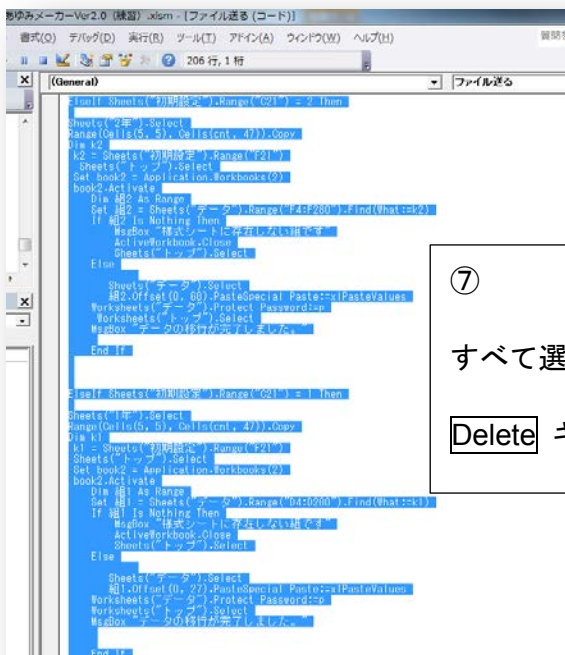 あゆみメーカーVer2.0（練習）.xlsm - [ファイル送る (コード)]
書式(O) デバッグ(D) 実行(R) ツール(T) アドイン(A) ウィンドウ(W) ヘルプ(H)
206 行, 1 桁
(General) ファイル送る
ElseIf Sheets("初期設定").Range("C21") = 2 Then
Sheets("2年").Select
Range(Cells(5, 5), Cells(cnt, 47)).Copy
Dim k2
k2 = Sheets("初期設定").Range("F21")
Sheets("トップ").Select
Set book2 = Application.Workbooks(2)
book2.Activate
Dim 組2 As Range
Set 組2 = Sheets("データ").Range("F4:F280").Find(What:=k2)
If 組2 Is Nothing Then
MsgBox "様式シートに存在しない組です"
ActiveWorkbook.Close
Sheets("トップ").Select
Else
Sheets("データ").Select
組2.Offset(0, 68).PasteSpecial Paste:=xlPasteValues
Worksheets("データ").Protect Password:=p
Worksheets("トップ").Select
MsgBox "データの移行が完了しました。"
End If
ElseIf Sheets("初期設定").Range("C21") = 1 Then
Sheets("1年").Select
Range(Cells(5, 5), Cells(cnt, 47)).Copy
Dim k1
k1 = Sheets("初期設定").Range("F21")
Sheets("トップ").Select
Set book2 = Application.Workbooks(2)
book2.Activate
Dim 組1 As Range
Set 組1 = Sheets("データ").Range("D4:D280").Find(What:=k1)
If 組1 Is Nothing Then
MsgBox "様式シートに存在しない組です"
ActiveWorkbook.Close
Sheets("トップ").Select
Else
Sheets("データ").Select
組1.Offset(0, 27).PasteSpecial Paste:=xlPasteValues
Worksheets("データ").Protect Password:=p
Worksheets("トップ").Select
MsgBox "データの移行が完了しました。"
End If
⑦
すべて選
Delete キ